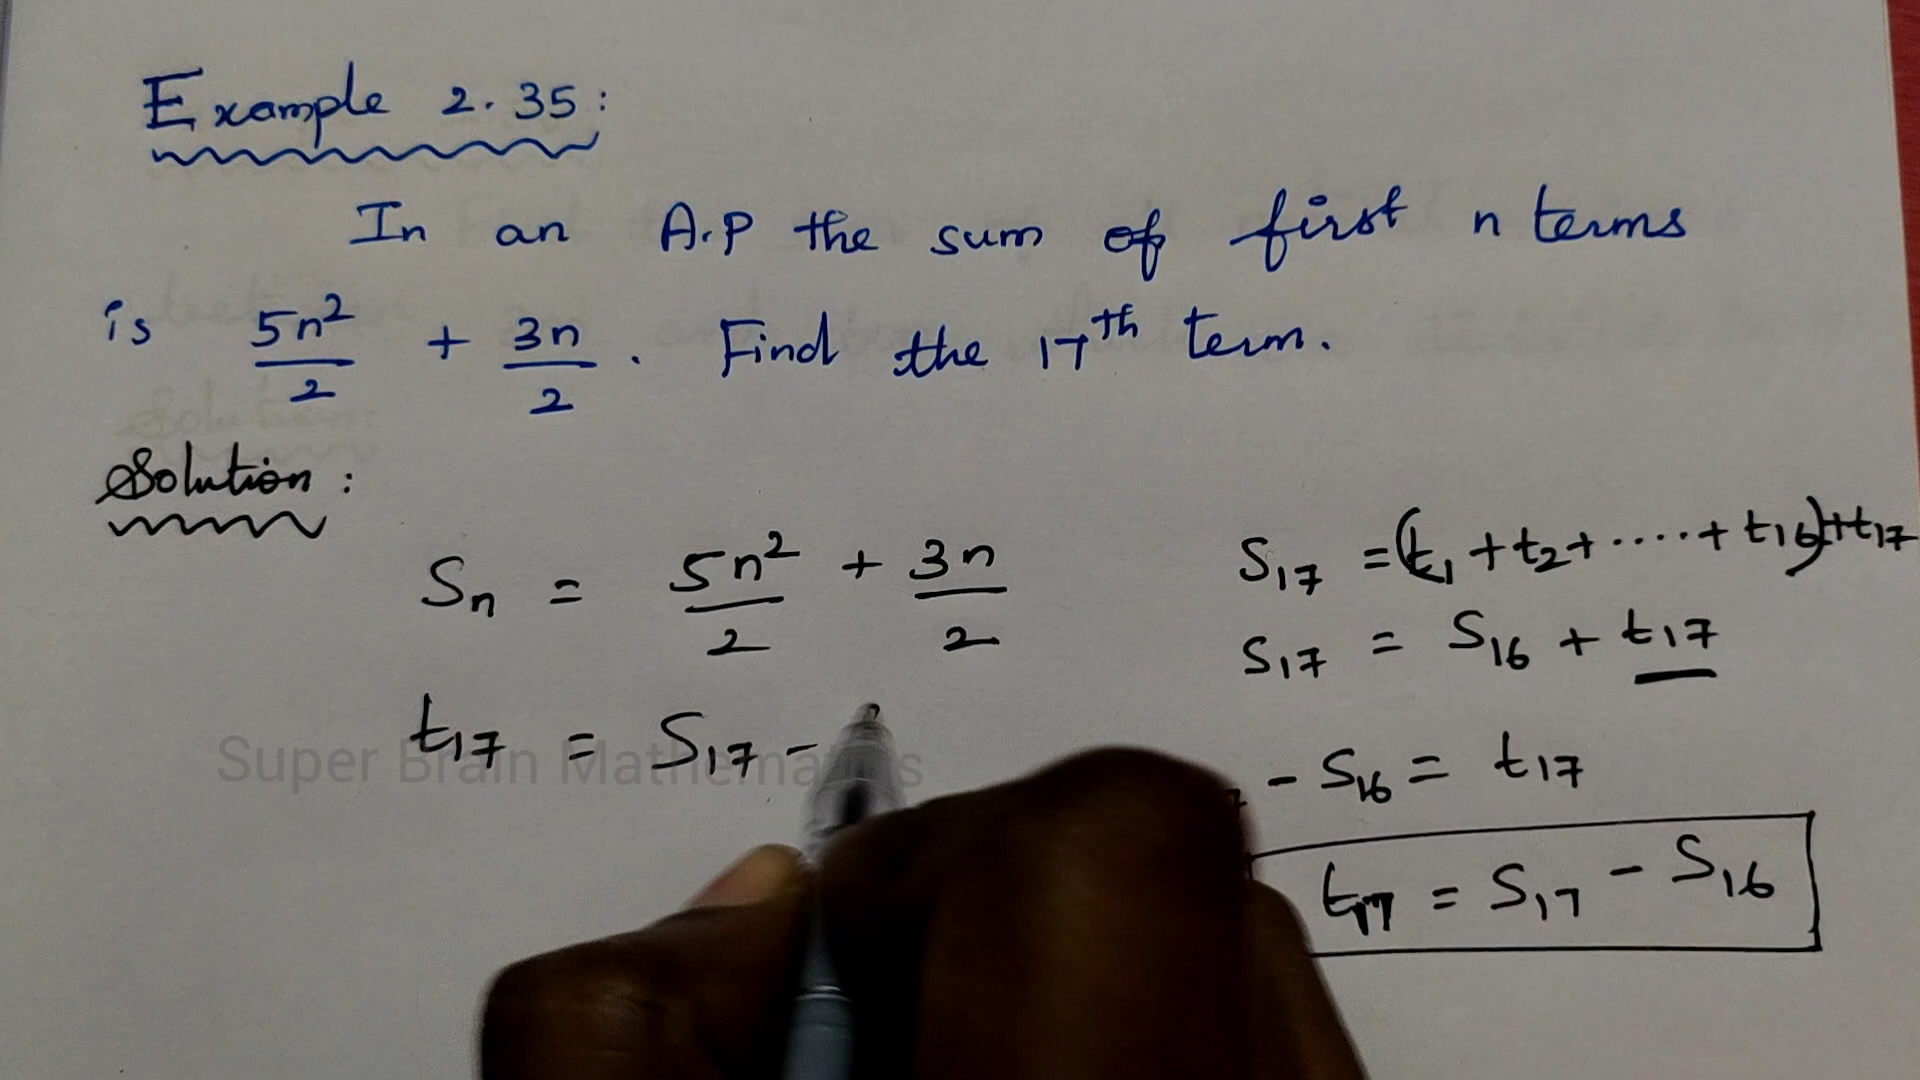 Example 2.35:
In an A.P the sum of first n terms
is 5n²/2 + 3n/2 . Find the 17th term.
Solution :
Sn = 5n²/2 + 3n/2
t17 = S17 -
S17 = (t1 + t2 + ..... + t16) + t17
S17 = S16 + t17
- S16 = t17
t17 = S17 - S16
Super Brain Mathematics